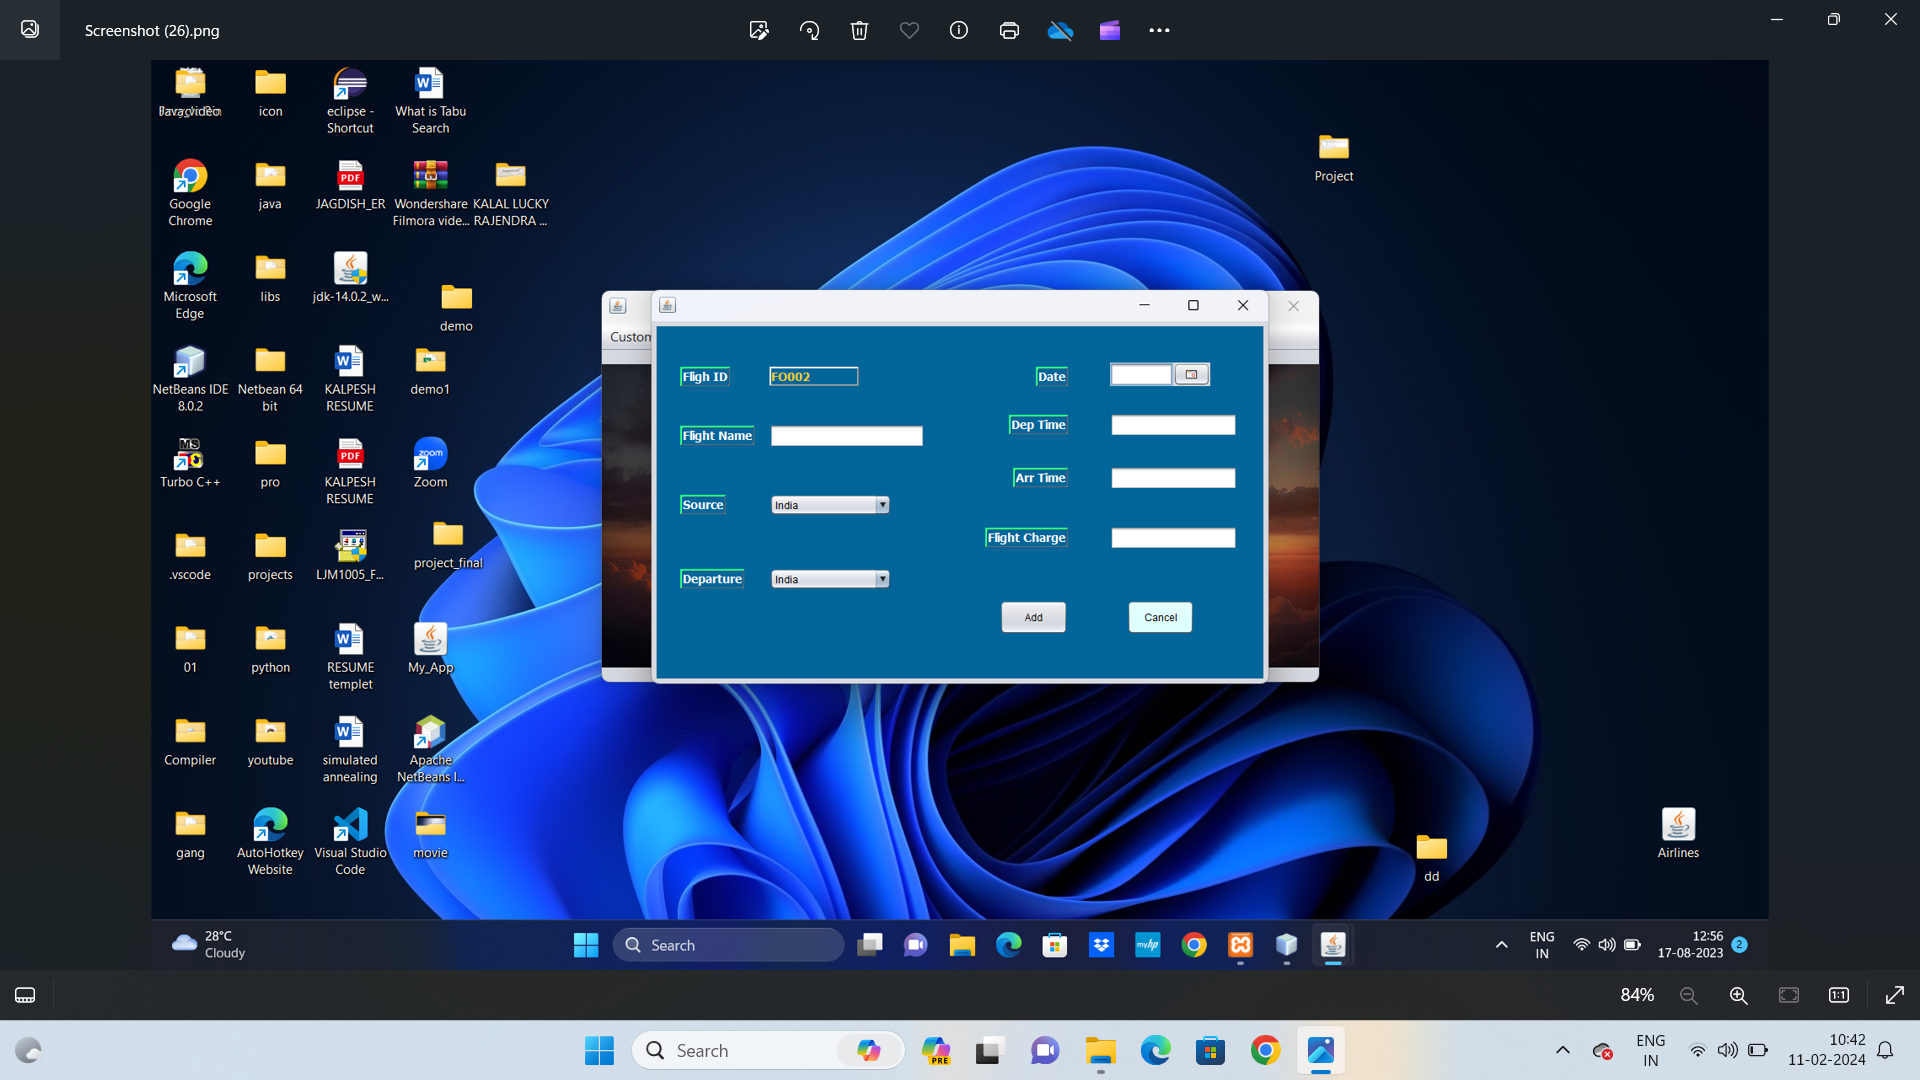 Screenshot (26).png
icon
eclipse -
Shortcut
What is Tabu
Search
Project
Google
Chrome
java
JAGDISH_ER
Wondershare
Filmora vide...
KALAL LUCKY
RAJENDRA ...
Microsoft
Edge
libs
jdk-14.0.2_w...
demo
Custom
Fligh ID
FO002
Date
NetBeans IDE
8.0.2
Netbean 64
bit
KALPESH
RESUME
demo1
Flight Name
Dep Time
Turbo C++
pro
KALPESH
RESUME
Zoom
Arr Time
Source
India
Flight Charge
.vscode
projects
LJM1005_F...
project_final
Departure
India
Add
Cancel
01
python
RESUME
templet
My_App
Compiler
youtube
simulated
annealing
Apache
NetBeans I...
gang
AutoHotkey
Website
Visual Studio
Code
movie
dd
Airlines
28°C
Cloudy
Search
myhp
ENG
IN
12:56
17-08-2023
2
84%
1:1
Search
PRE
ENG
IN
10:42
11-02-2024